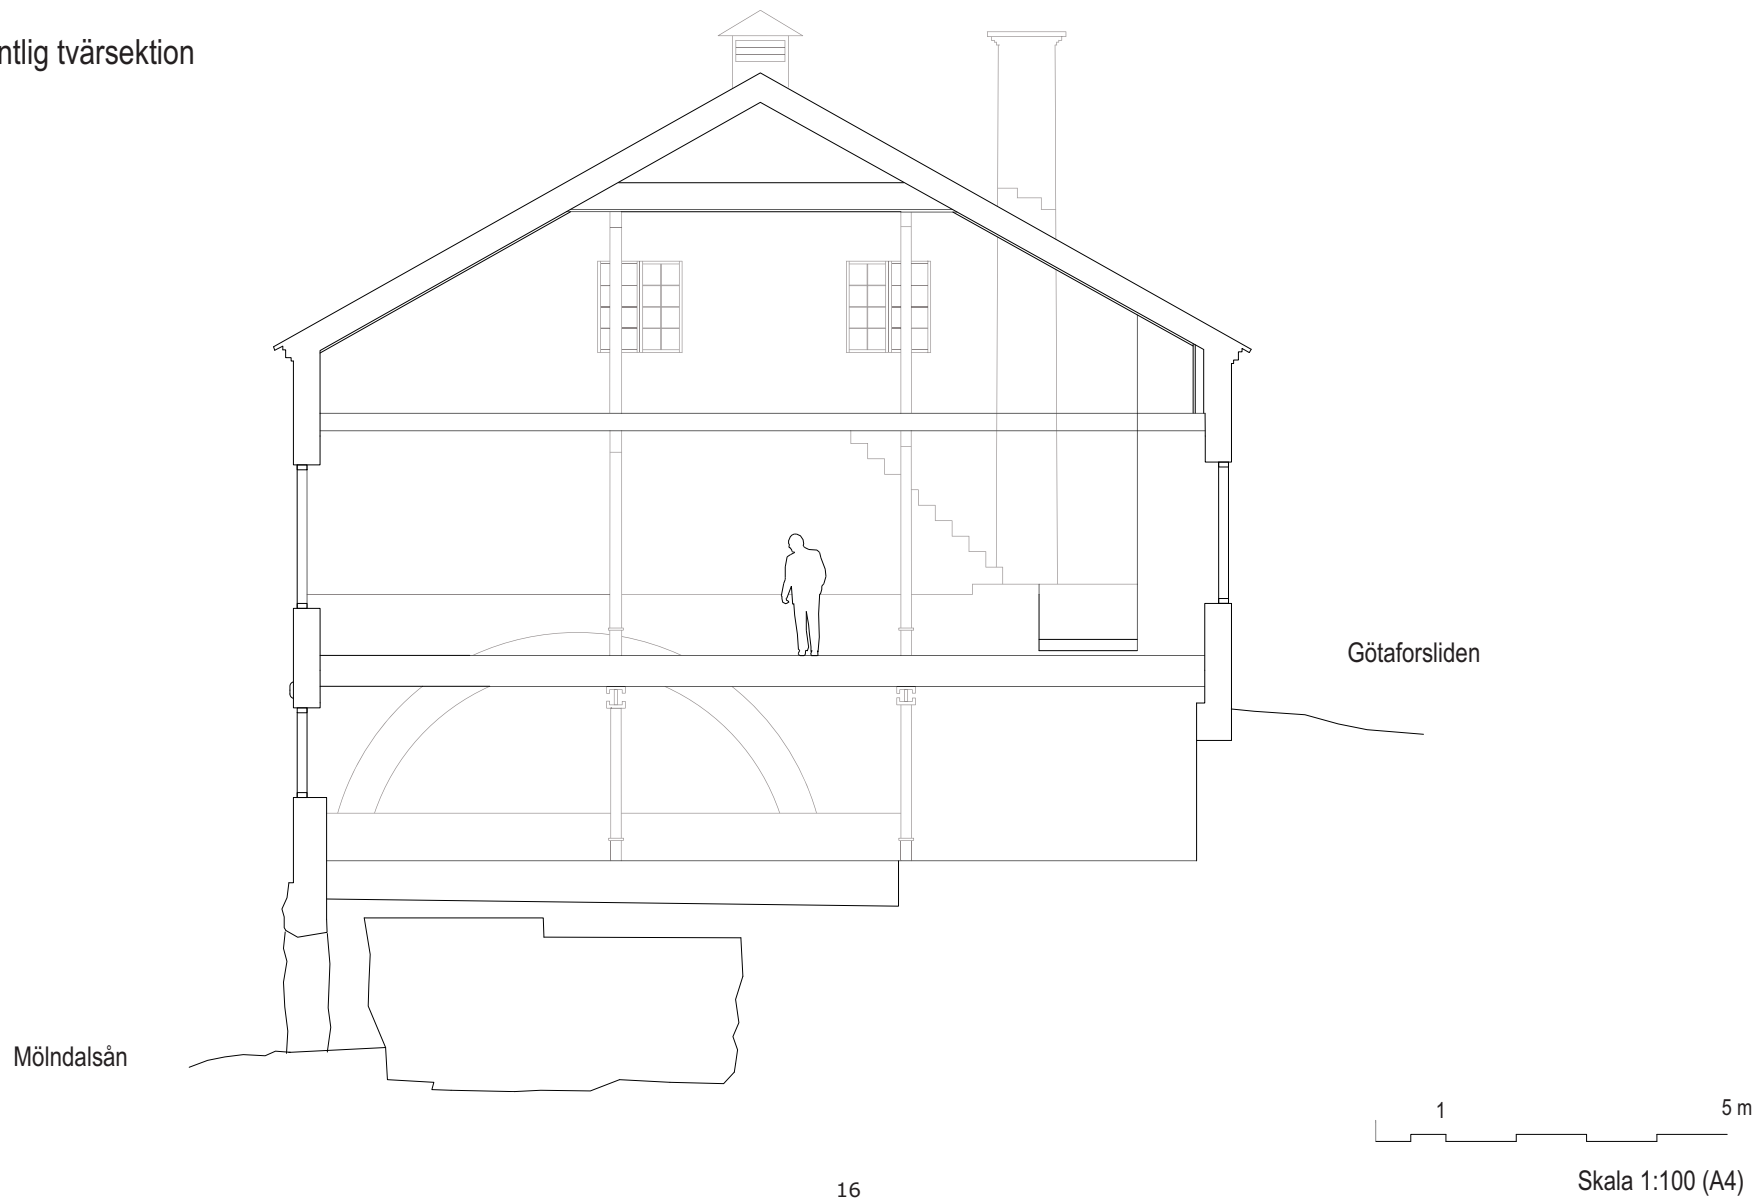 ntlig tvärsektion
Götaforsliden
Mölndalsån
1
5 m
Skala 1:100 (A4)
16